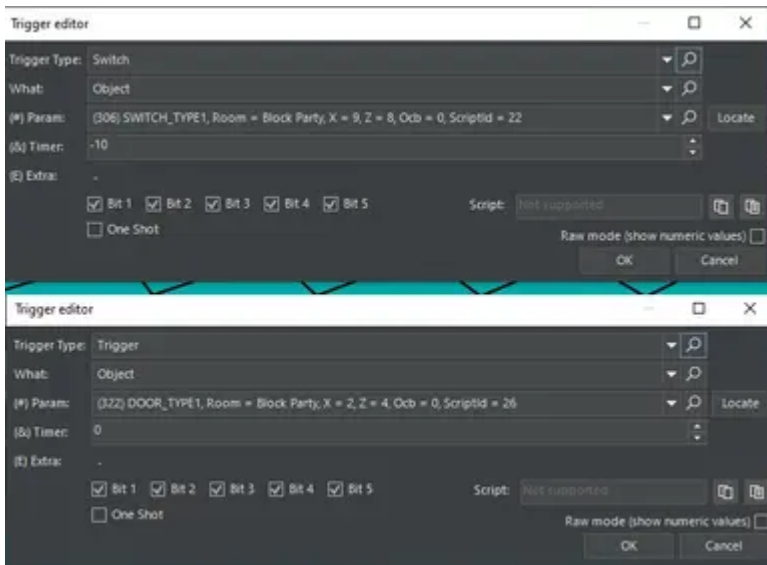 Trigger editor
Trigger Type: Switch
What: Object
(#) Param: (306) SWITCH_TYPE1, Room = Block Party, X = 9, Z = 8, Ocb = 0, ScriptId = 22 Locate
(&) Timer: -10
(E) Extra: -
Bit 1 Bit 2 Bit 3 Bit 4 Bit 5 Script: Not supported
One Shot
Raw mode (show numeric values)
OK Cancel
Trigger editor
Trigger Type: Trigger
What: Object
(#) Param: (322) DOOR_TYPE1, Room = Block Party, X = 2, Z = 4, Ocb = 0, ScriptId = 26 Locate
(&) Timer: 0
(E) Extra: -
Bit 1 Bit 2 Bit 3 Bit 4 Bit 5 Script: Not supported
One Shot
Raw mode (show numeric values)
OK Cancel